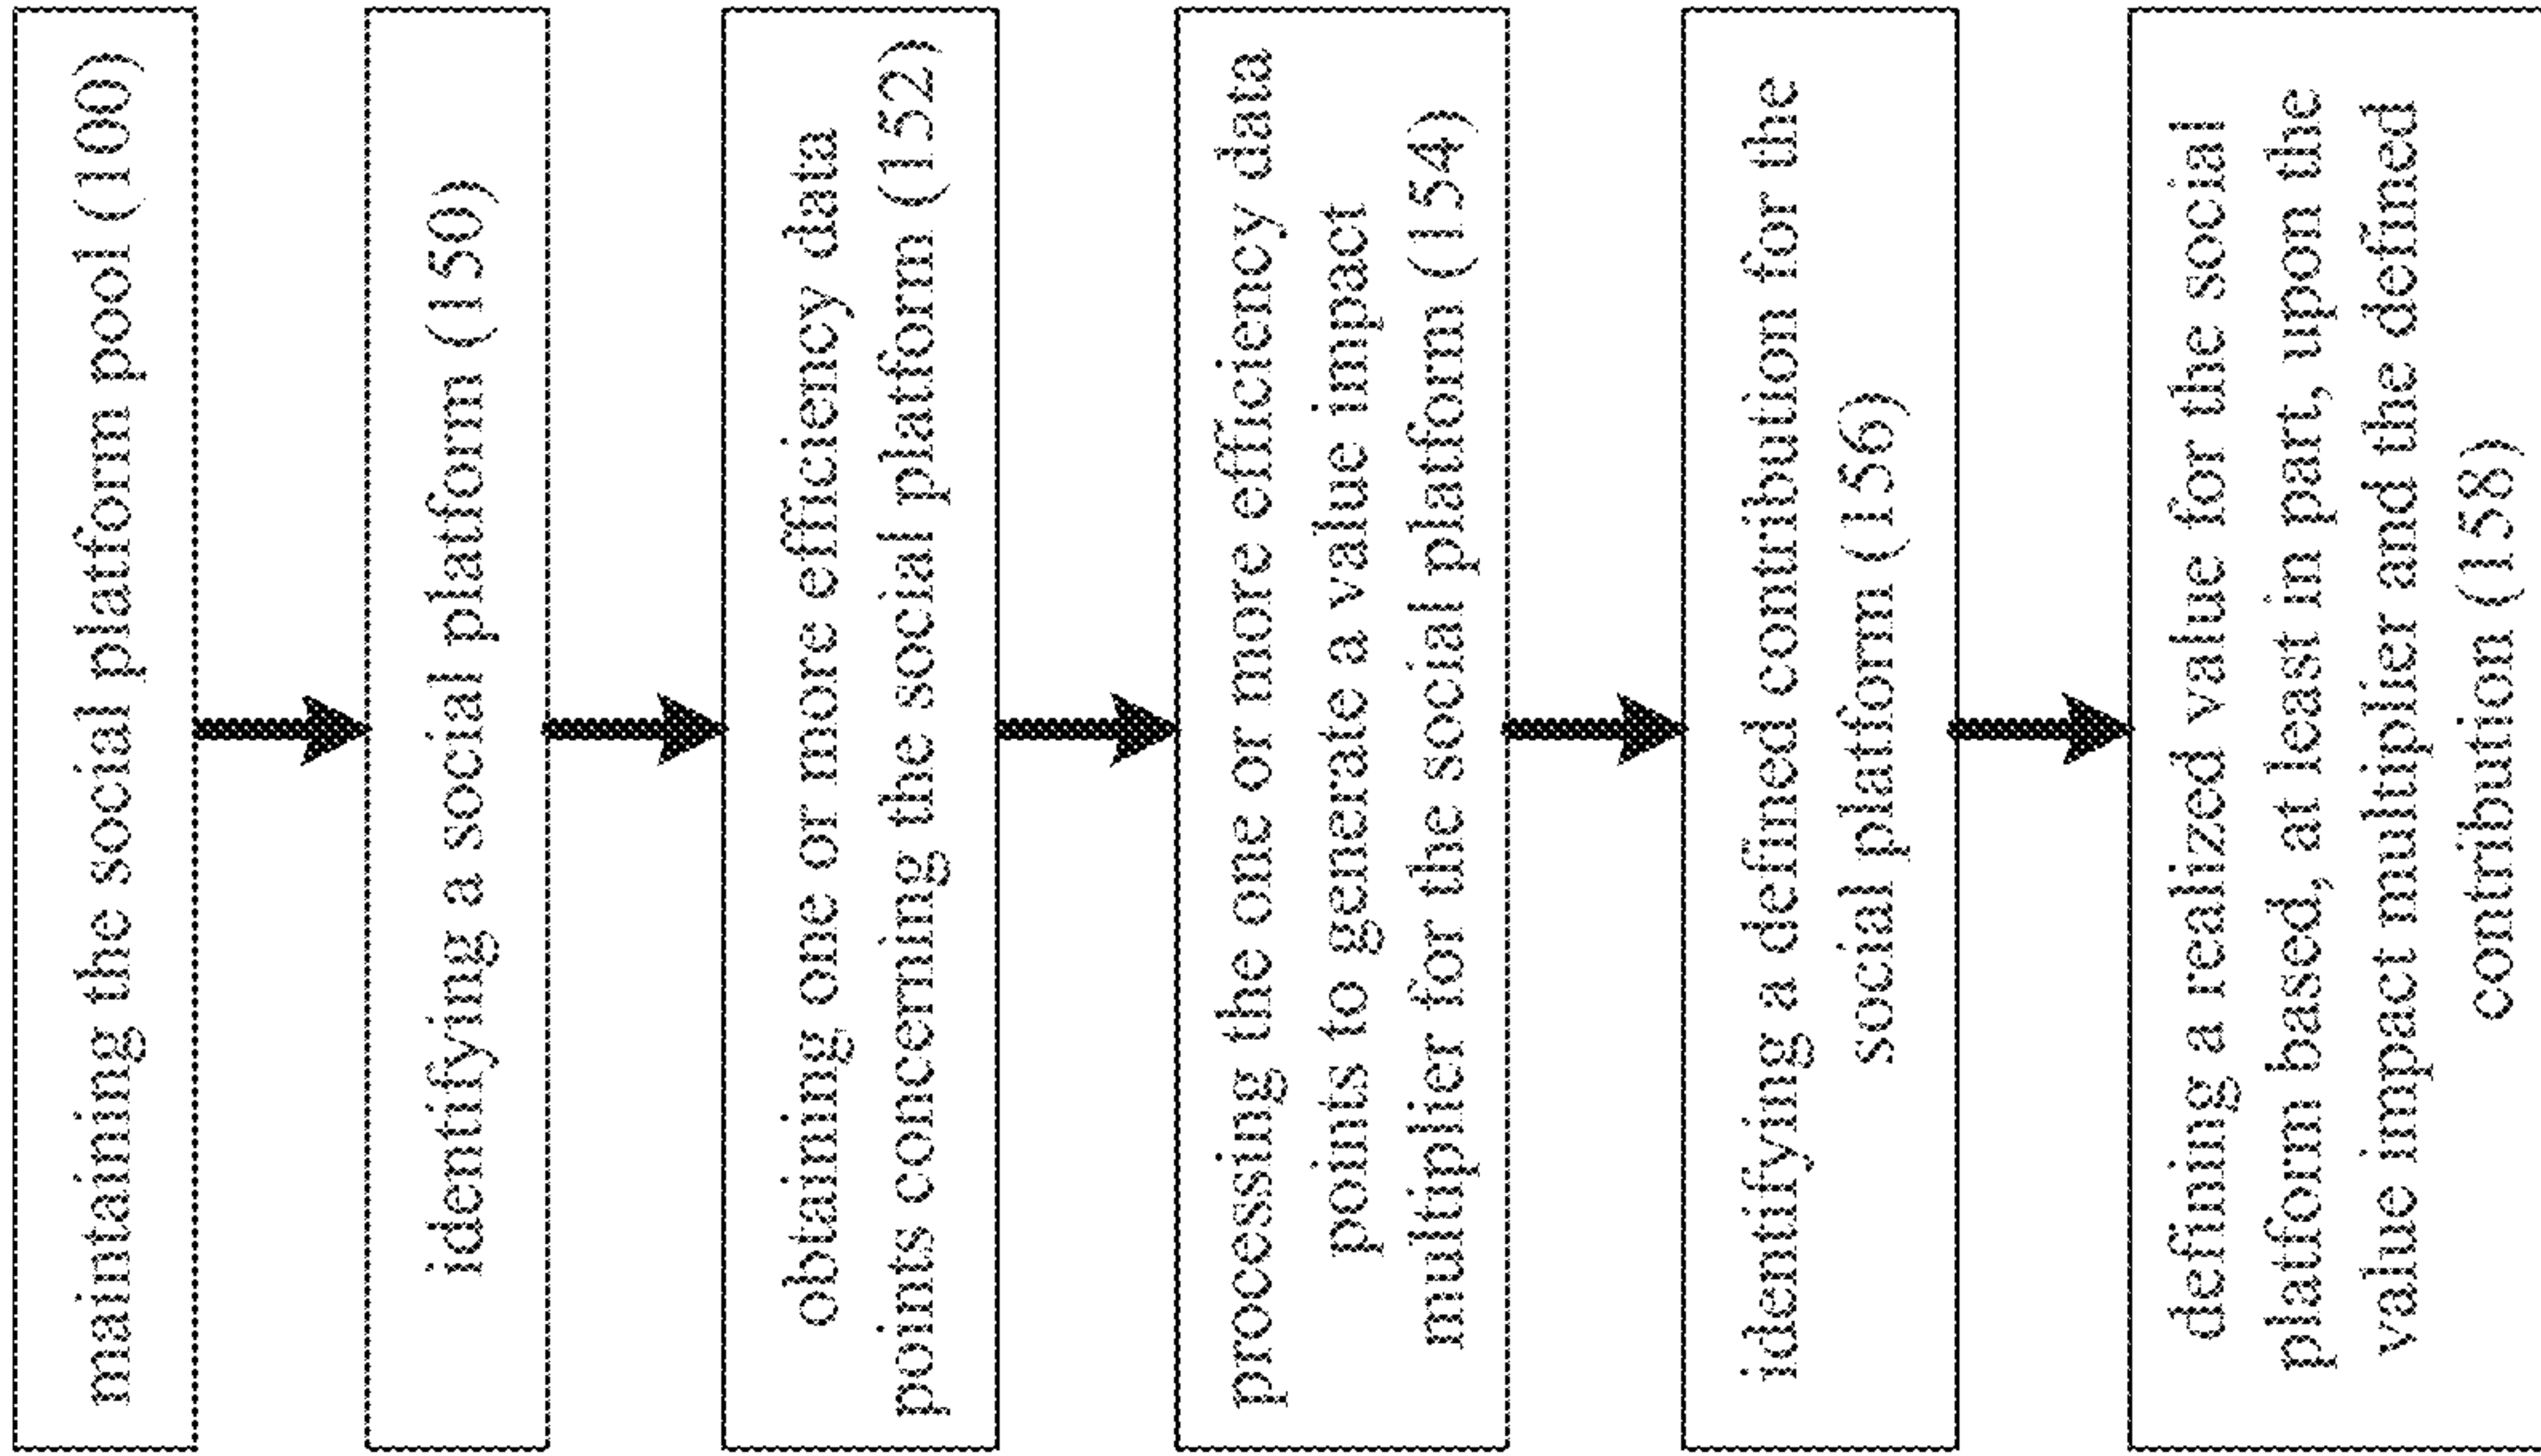 maintaining the social platform pool (100)
identifying a social platform (150)
obtaining one or more efficiency data
points concerning the social platform (152)
processing the one or more efficiency data
points to generate a value impact
multiplier for the social platform (154)
identifying a defined contribution for the
social platform (156)
defining a realized value for the social
platform based, at least in part, upon the
value impact multiplier and the defined
contribution (158)